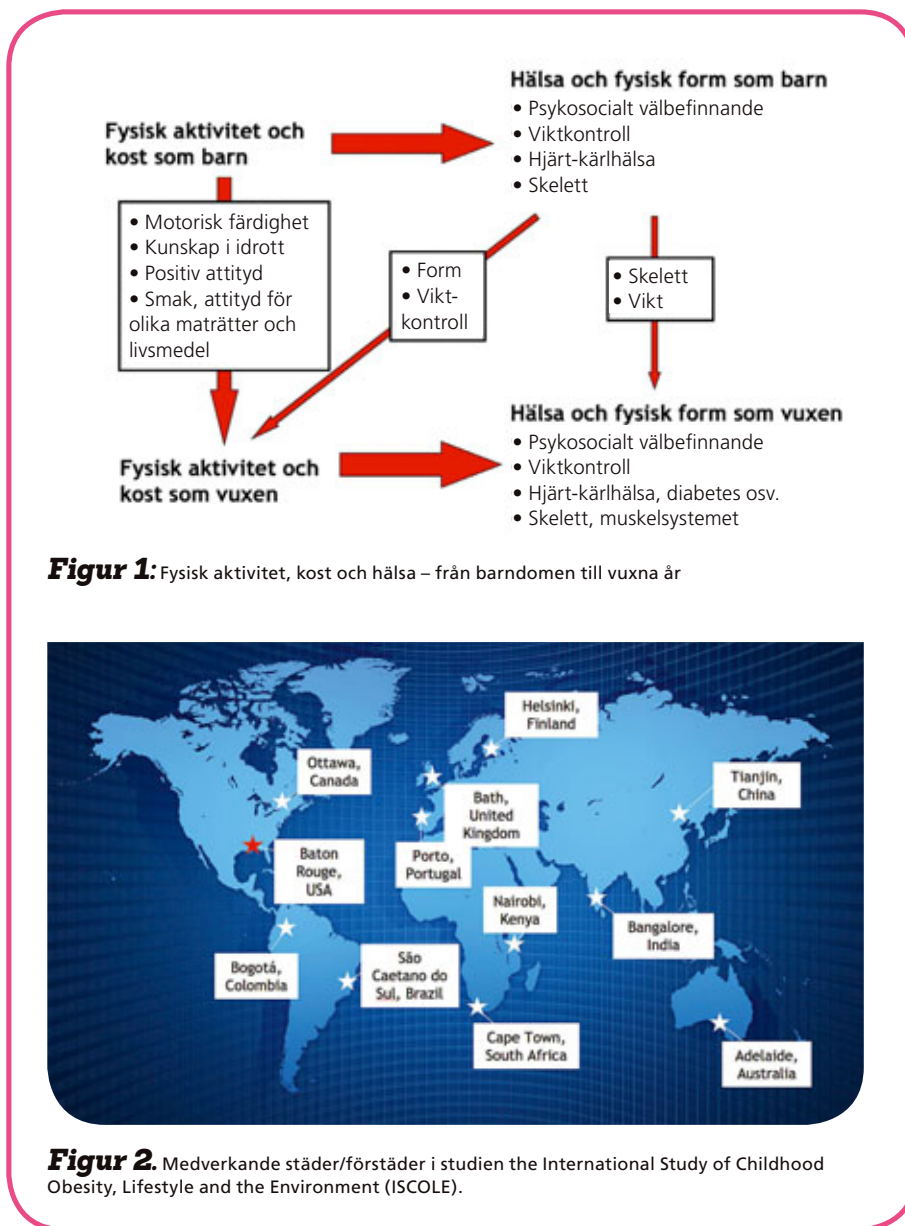 Fysisk aktivitet och
kost som barn
Hälsa och fysisk form som barn
• Psykosocialt välbefinnande
• Viktkontroll
• Hjärt-kärlhälsa
• Skelett
• Motorisk färdighet
• Kunskap i idrott
• Positiv attityd
• Smak, attityd för
olika maträtter och
livsmedel
• Form
• Vikt-
kontroll
• Skelett
• Vikt
Fysisk aktivitet och
kost som vuxen
Hälsa och fysisk form som vuxen
• Psykosocialt välbefinnande
• Viktkontroll
• Hjärt-kärlhälsa, diabetes osv.
• Skelett, muskelsystemet
Figur 1: Fysisk aktivitet, kost och hälsa – från barndomen till vuxna år
Helsinki,
Finland
Ottawa,
Canada
Tianjin,
China
Bath,
United
Kingdom
Baton
Rouge,
USA
Porto,
Portugal
Nairobi,
Kenya
Bangalore,
India
Bogotá,
Colombia
São
Caetano do
Sul, Brazil
Cape Town,
South Africa
Adelaide,
Australia
Figur 2. Medverkande städer/förstäder i studien the International Study of Childhood
Obesity, Lifestyle and the Environment (ISCOLE).